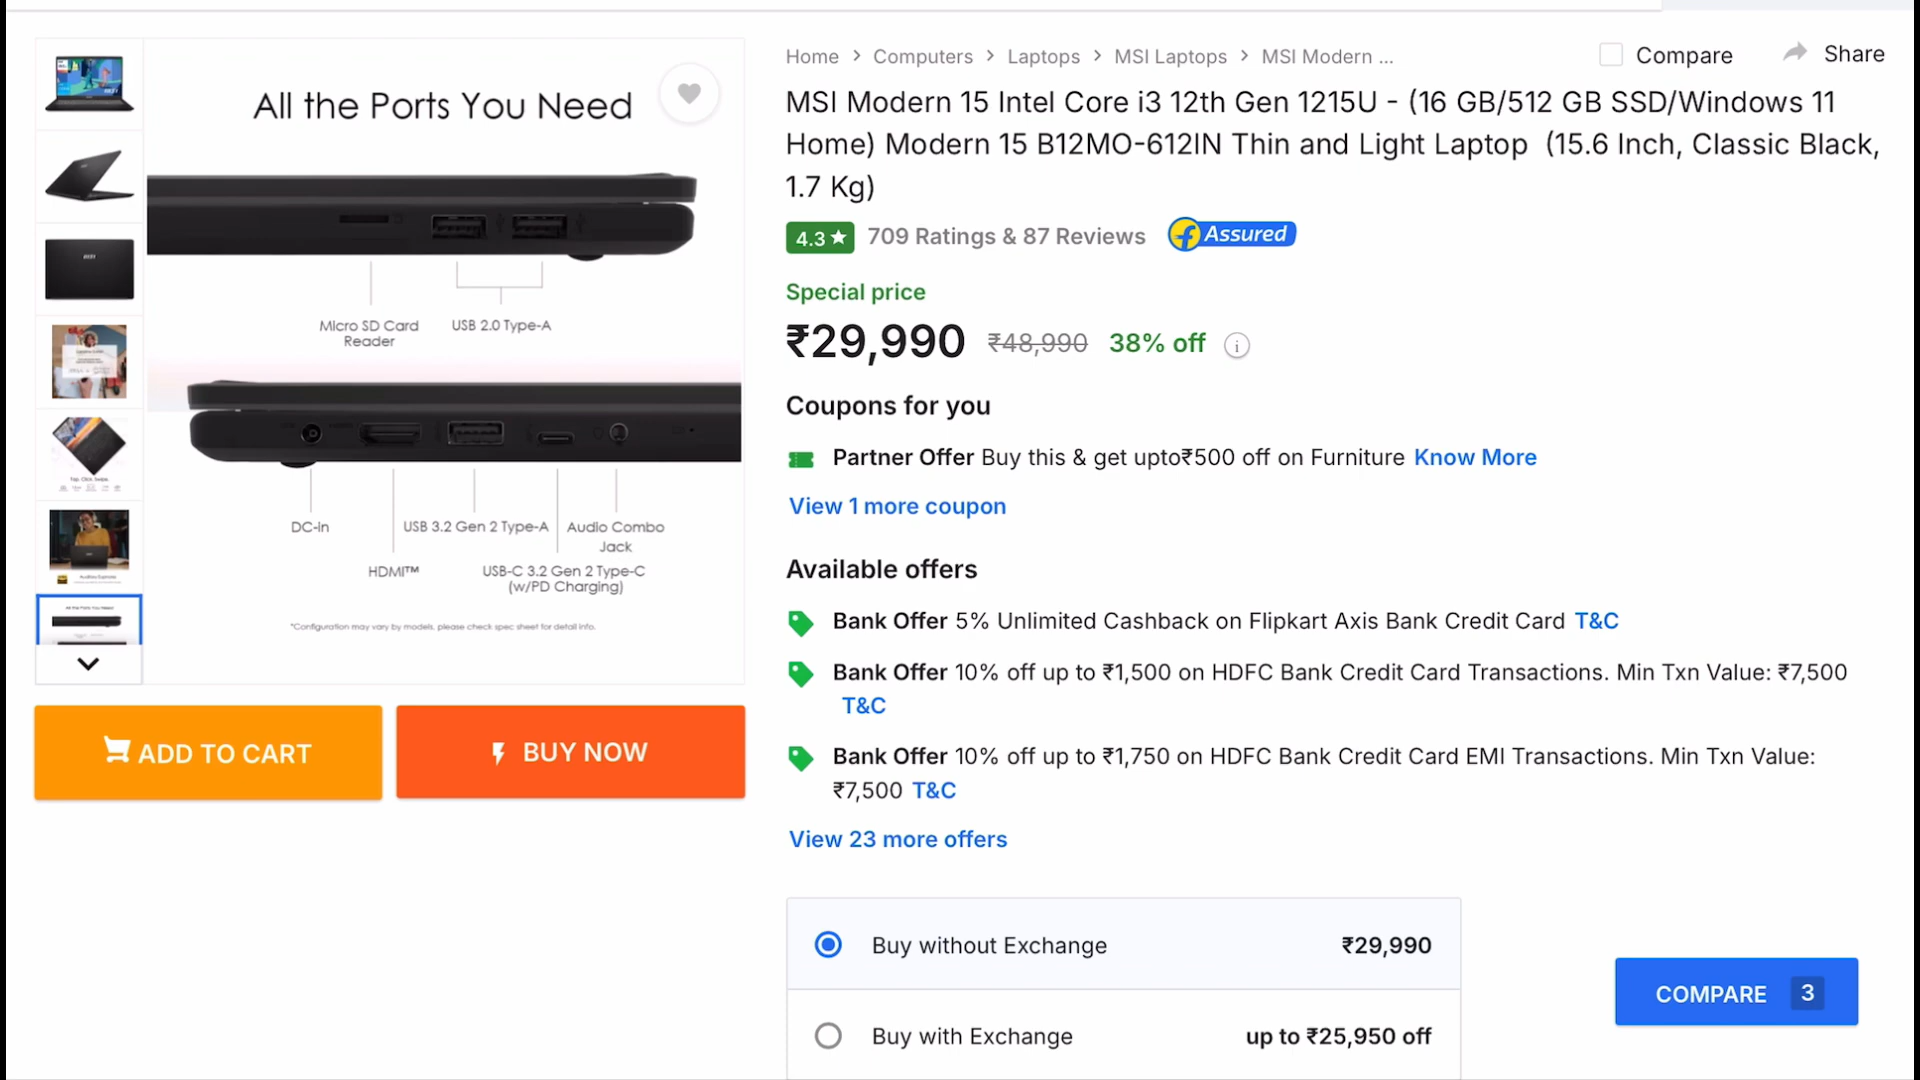 Home > Computers > Laptops > MSI Laptops > MSI Modern ...
Compare
Share
MSI Modern 15 Intel Core i3 12th Gen 1215U - (16 GB/512 GB SSD/Windows 11
Home) Modern 15 B12MO-612IN Thin and Light Laptop (15.6 Inch, Classic Black,
1.7 Kg)
4.3★ 709 Ratings & 87 Reviews Assured
Special price
₹29,990 ₹48,990 38% off
Coupons for you
Partner Offer Buy this & get upto₹500 off on Furniture Know More
View 1 more coupon
Available offers
Bank Offer 5% Unlimited Cashback on Flipkart Axis Bank Credit Card T&C
Bank Offer 10% off up to ₹1,500 on HDFC Bank Credit Card Transactions. Min Txn Value: ₹7,500
T&C
Bank Offer 10% off up to ₹1,750 on HDFC Bank Credit Card EMI Transactions. Min Txn Value:
₹7,500 T&C
View 23 more offers
Buy without Exchange ₹29,990
Buy with Exchange up to ₹25,950 off
COMPARE 3
All the Ports You Need
Micro SD Card
Reader
USB 2.0 Type-A
DC-in
USB 3.2 Gen 2 Type-A
Audio Combo
Jack
HDMI™
USB-C 3.2 Gen 2 Type-C
(w/PD Charging)
*Configuration may vary by models, please check spec sheet for detail info.
ADD TO CART
BUY NOW